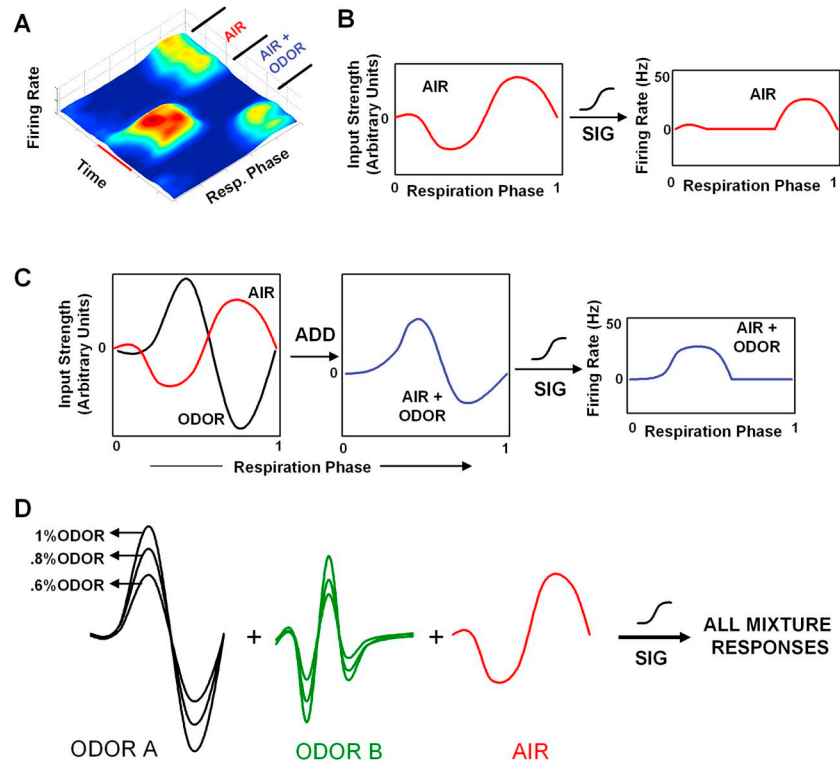 A
AIR
AIR +
ODOR
Firing Rate
Time
Resp. Phase
B
Input Strength
(Arbitrary Units)
0
AIR
0
Respiration Phase
1
SIG
Firing Rate (Hz)
50
0
AIR
0
Respiration Phase
1
C
Input Strength
(Arbitrary Units)
0
AIR
ODOR
0
1
ADD
0
AIR +
ODOR
0
1
Respiration Phase
SIG
Firing Rate (Hz)
50
0
AIR +
ODOR
0
Respiration Phase
1
D
1%ODOR
.8%ODOR
.6%ODOR
+
+
SIG
ALL MIXTURE
RESPONSES
ODOR A
ODOR B
AIR